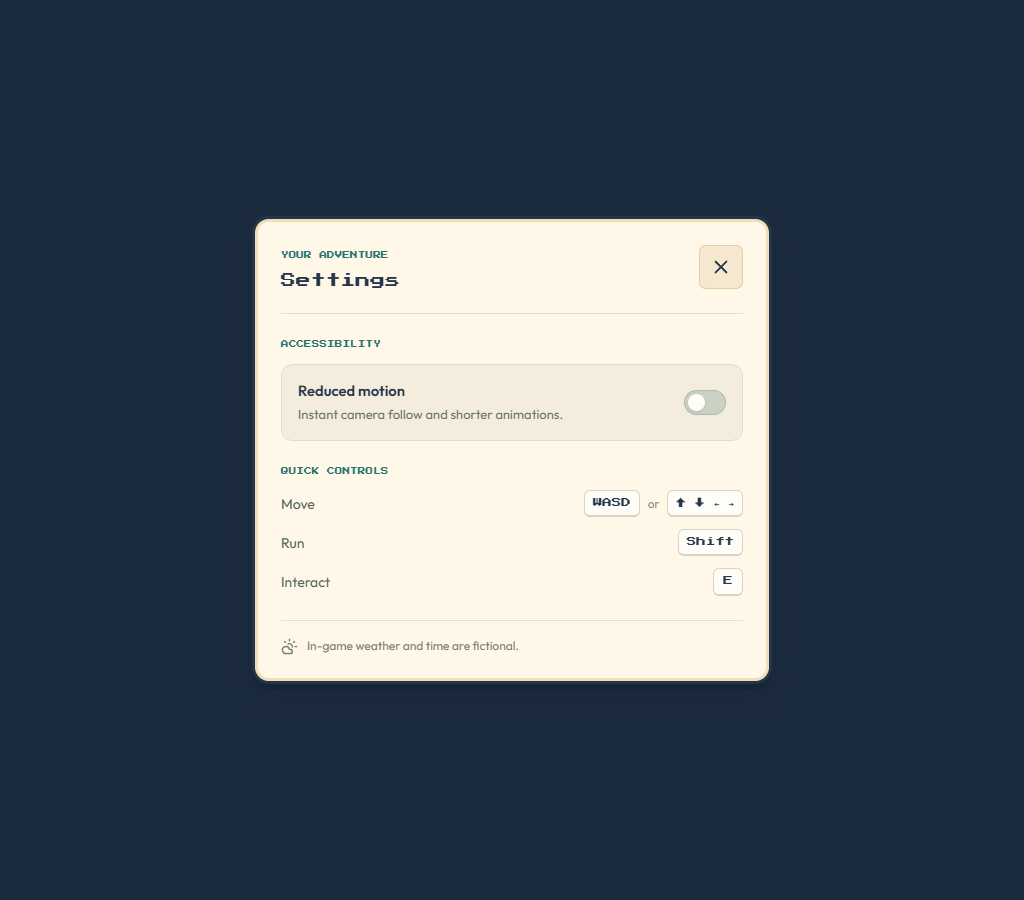 YOUR ADVENTURE
Settings
ACCESSIBILITY
Reduced motion
Instant camera follow and shorter animations.
QUICK CONTROLS
Move WASD or ↑ ↓ ← →
Run Shift
Interact E
In-game weather and time are fictional.